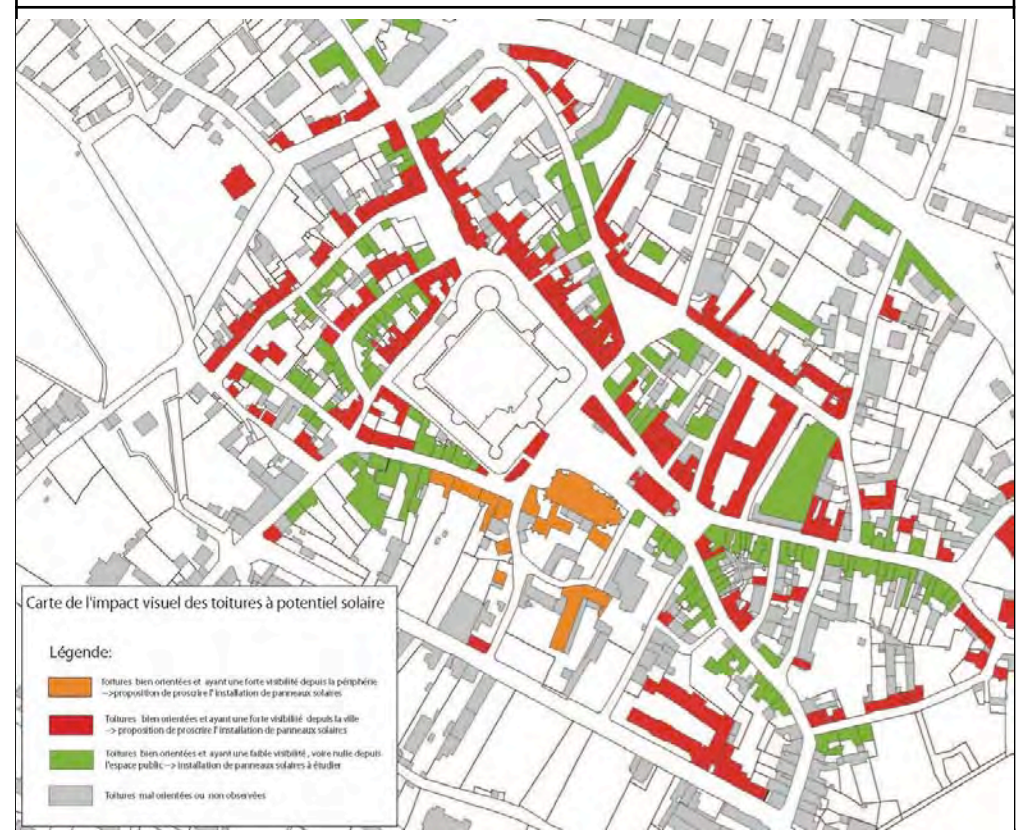 Carte de l'impact visuel des toitures à potentiel solaire
Légende:
Toitures bien orientées et ayant une forte visibilité depuis la périphérie
-->proposition de proscrire l' installation de panneaux solaires
Toitures bien orientées et ayant une forte visibilité depuis la ville
--> proposition de proscrire l' installation de panneaux solaires
Toitures bien orientées et ayant une faible visibilité, voire nulle depuis
l'espace public--> installation de panneaux solaires à étudier
Toitures mal orientées ou non observées